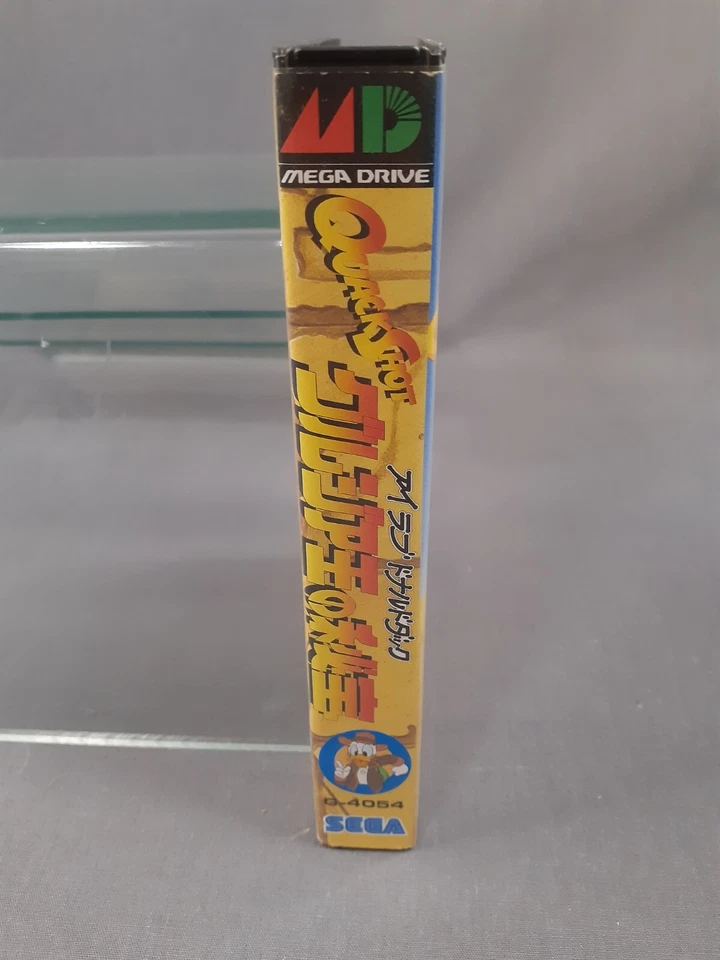 MD
MEGA DRIVE
QUACKSHOT
アイ ラブ ドナルドダック
グルジア王の秘宝
G-4054
SEGA